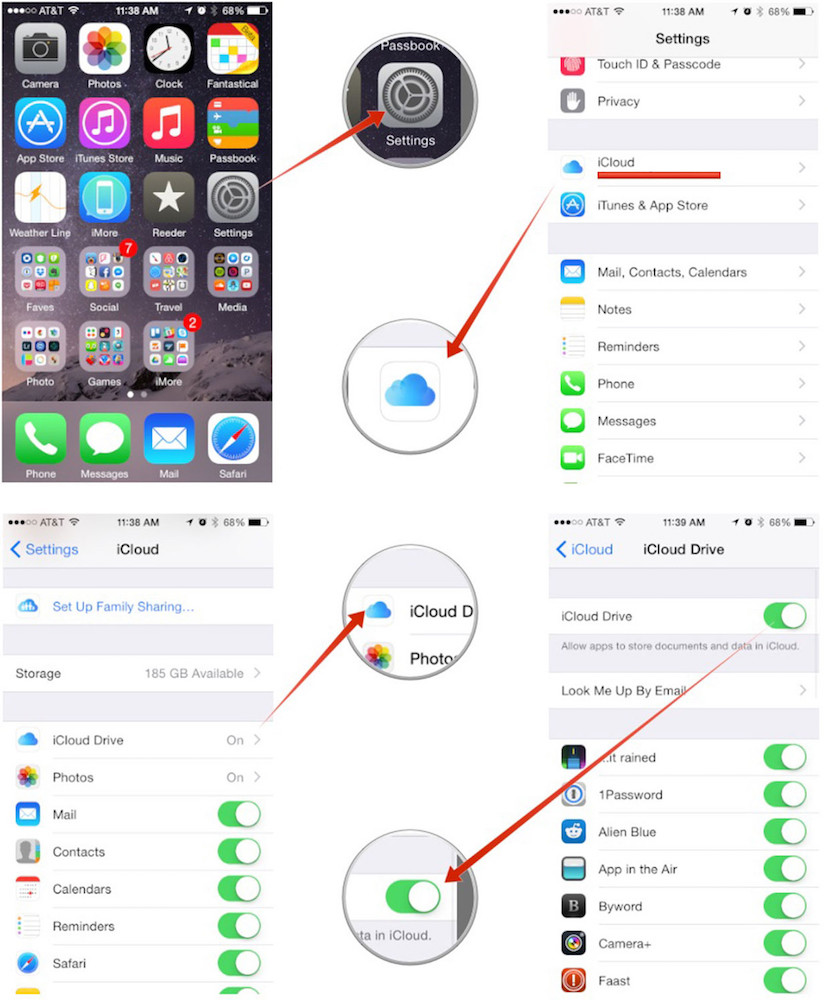 AT&T 11:38 AM 68%
Camera Photos Clock Fantastical
App Store iTunes Store Music Passbook
Weather Line iMore Reeder Settings
7
Faves Social Travel Media
2
Photo Games iMore
Phone Messages Mail Safari
Passbook
Settings
AT&T 11:38 AM 68%
Settings
Touch ID & Passcode
Privacy
iCloud
iTunes & App Store
Mail, Contacts, Calendars
Notes
Reminders
Phone
Messages
FaceTime
AT&T 11:38 AM 68%
Settings iCloud
Set Up Family Sharing...
Storage 185 GB Available
iCloud Drive On
Photos On
Mail
Contacts
Calendars
Reminders
Safari
iCloud D
Photos
ata in iCloud.
AT&T 11:39 AM 68%
iCloud iCloud Drive
iCloud Drive
Allow apps to store documents and data in iCloud.
Look Me Up By Email
...it rained
1Password
Alien Blue
App in the Air
B Byword
Camera+
Faast